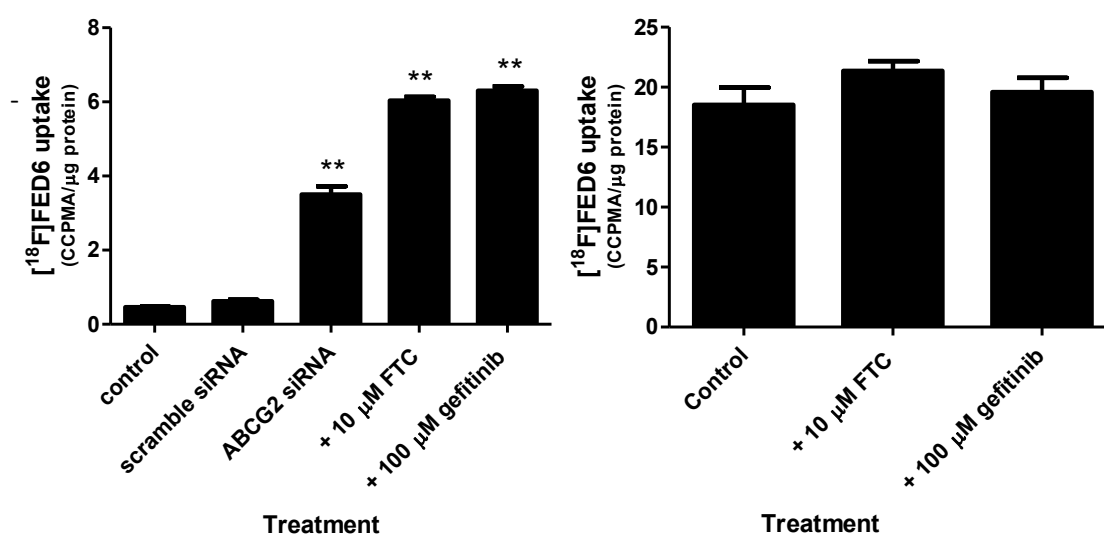 [¹⁸F]FED6 uptake
(CCPMA/µg protein)
8
6
4
2
0
**
**
**
control
scramble siRNA
ABCG2 siRNA
+ 10 µM FTC
+ 100 µM gefitinib
Treatment
[¹⁸F]FED6 uptake
(CCPMA/µg protein)
25
20
15
10
5
0
Control
+ 10 µM FTC
+ 100 µM gefitinib
Treatment